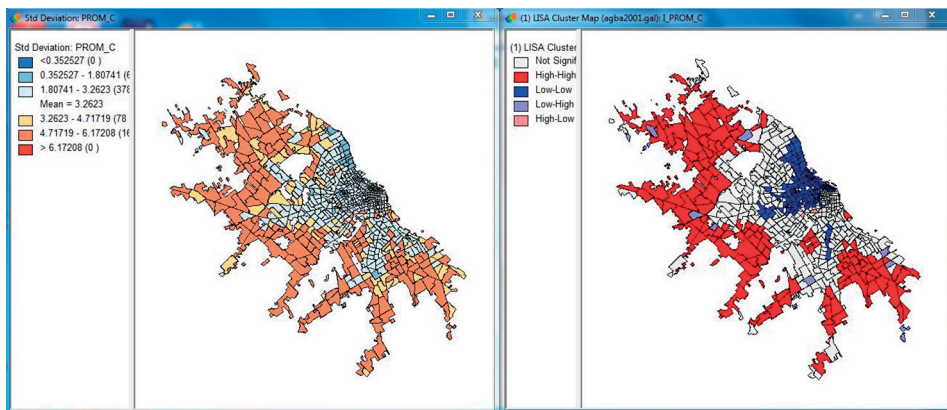 Std Deviation: PROM_C
Std Deviation: PROM_C
<0.352527 (0 )
0.352527 - 1.80741 (6
1.80741 - 3.2623 (378
Mean = 3.2623
3.2623 - 4.71719 (78
4.71719 - 6.17208 (16
> 6.17208 (0 )
(1) LISA Cluster Map (agba2001.gal): I_PROM_C
(1) LISA Cluster
Not Signif
High-High
Low-Low
Low-High
High-Low